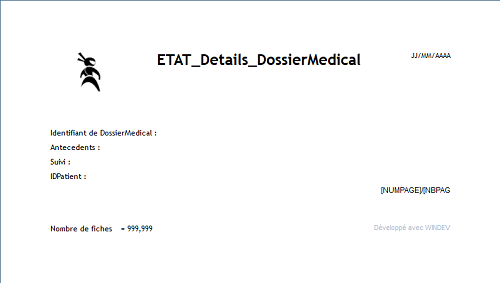 ETAT_Details_DossierMedical
JJ/MM/AAAA
Identifiant de DossierMedical :
Antecedents :
Suivi :
IDPatient :
[NUMPAGE]/[NBPAG
Nombre de fiches = 999,999
Développé avec WINDEV